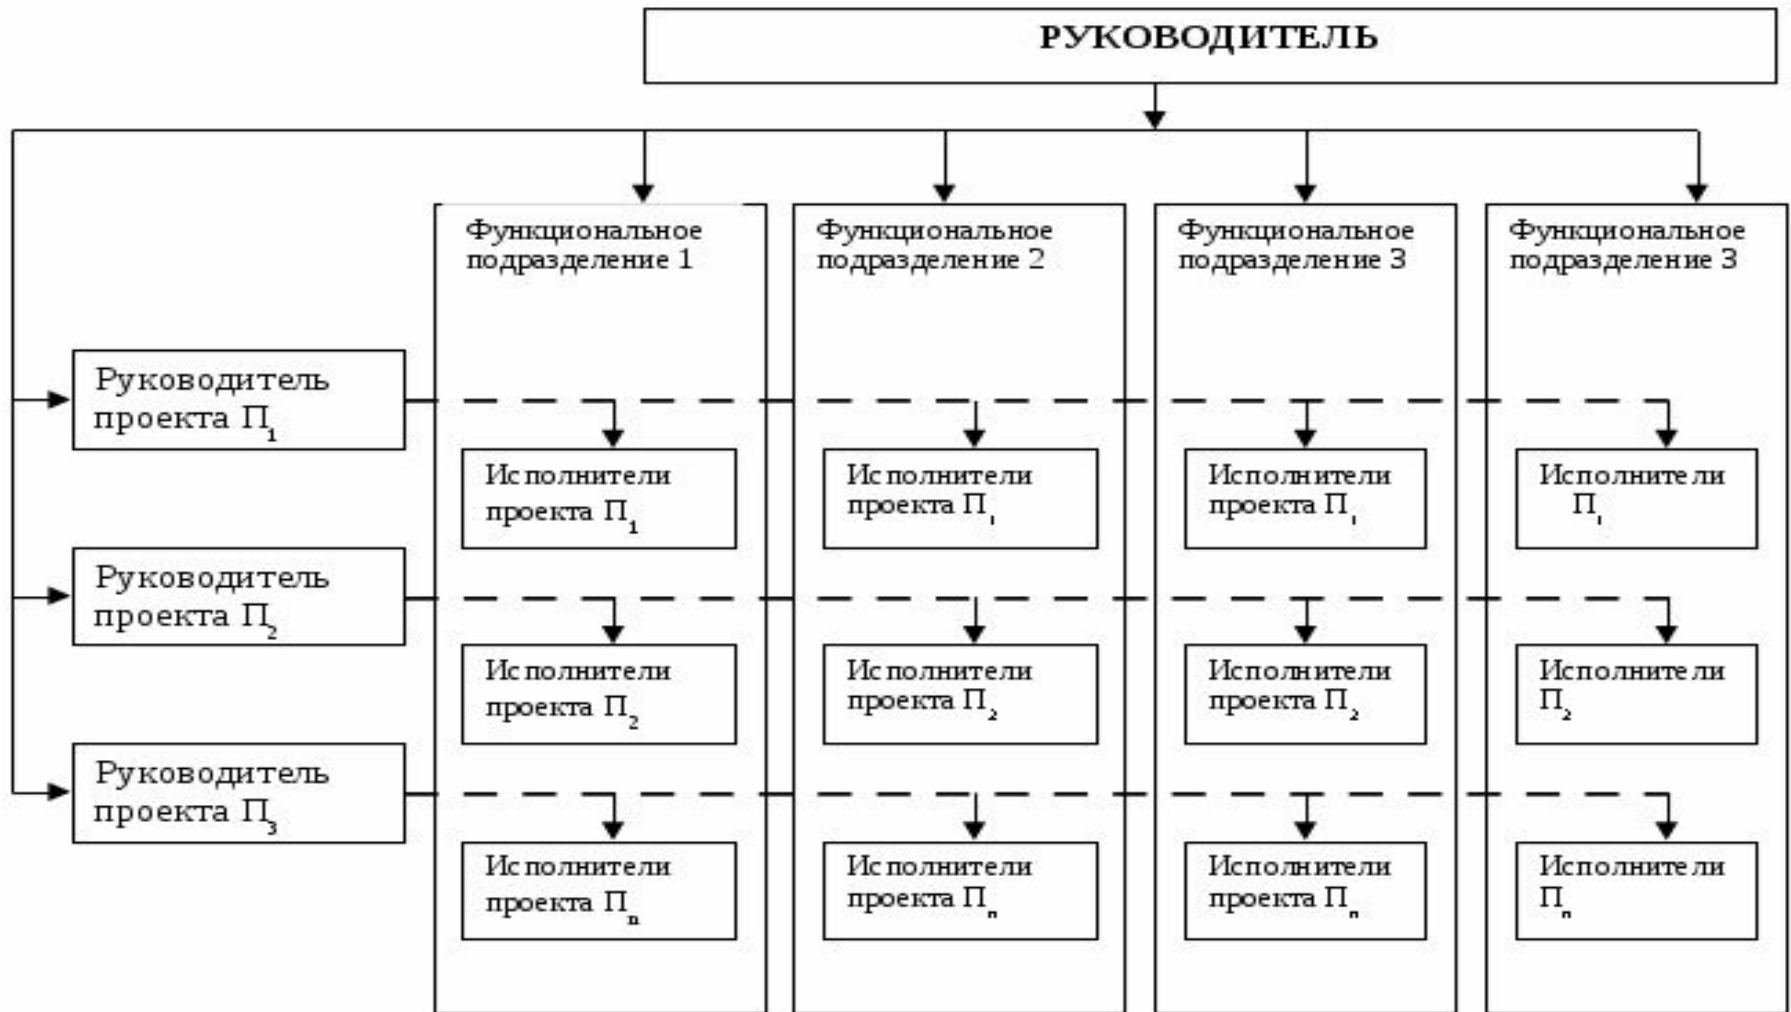 РУКОВОДИТЕЛЬ
Функциональное
подразделение 1
Функциональное
подразделение 2
Функциональное
подразделение 3
Функциональное
подразделение 3
Руководитель
проекта П₁
Исполнители
проекта П₁
Исполнители
проекта П₁
Исполнители
проекта П₁
Исполнители
П₁
Руководитель
проекта П₂
Исполнители
проекта П₂
Исполнители
проекта П₂
Исполнители
проекта П₂
Исполнители
П₂
Руководитель
проекта П₃
Исполнители
проекта Пₙ
Исполнители
проекта Пₙ
Исполнители
проекта Пₙ
Исполнители
Пₙ